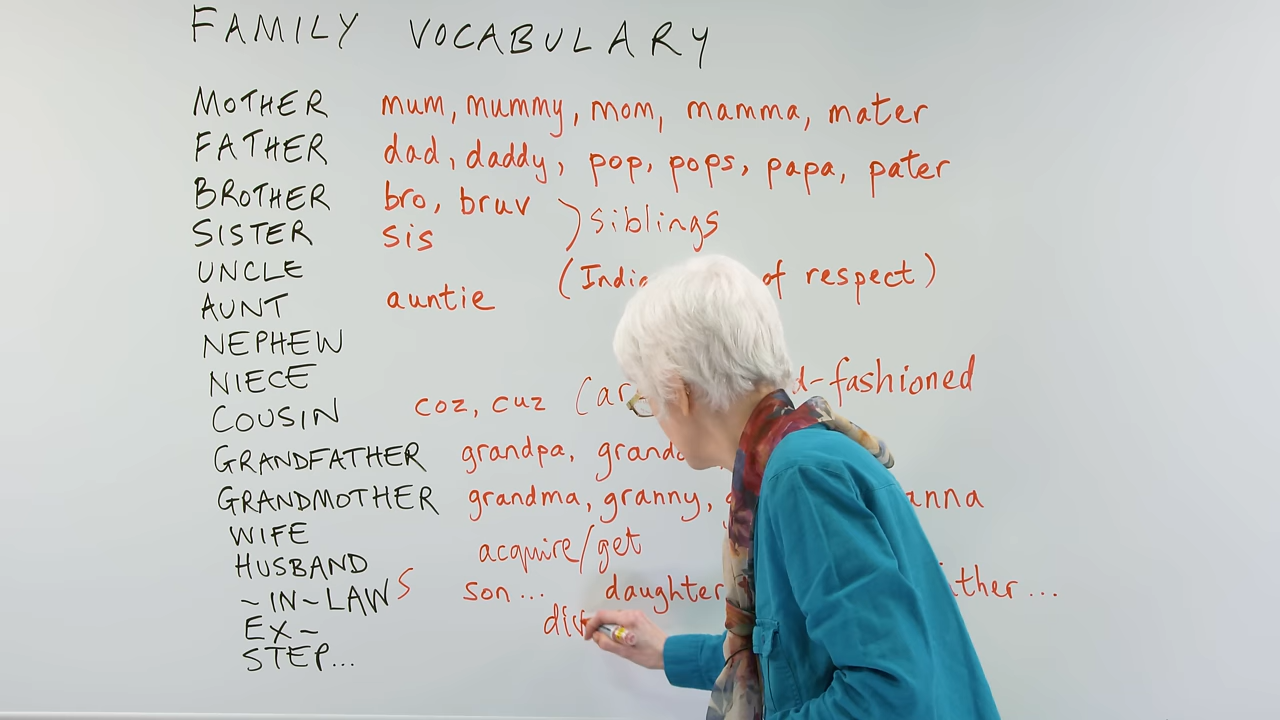 FAMILY VOCABULARY
MOTHER mum, mummy, mom, mamma, mater
FATHER dad, daddy, pop, pops, papa, pater
BROTHER bro, bruv
SISTER sis ) siblings
UNCLE (of respect)
AUNT auntie
NEPHEW
NIECE
COUSIN coz, cuz (-fashioned
GRANDFATHER grandpa,
GRANDMOTHER grandma, granny,
WIFE
HUSBAND acquire/get
~IN~LAWS son... daughter
EX~
STEP...